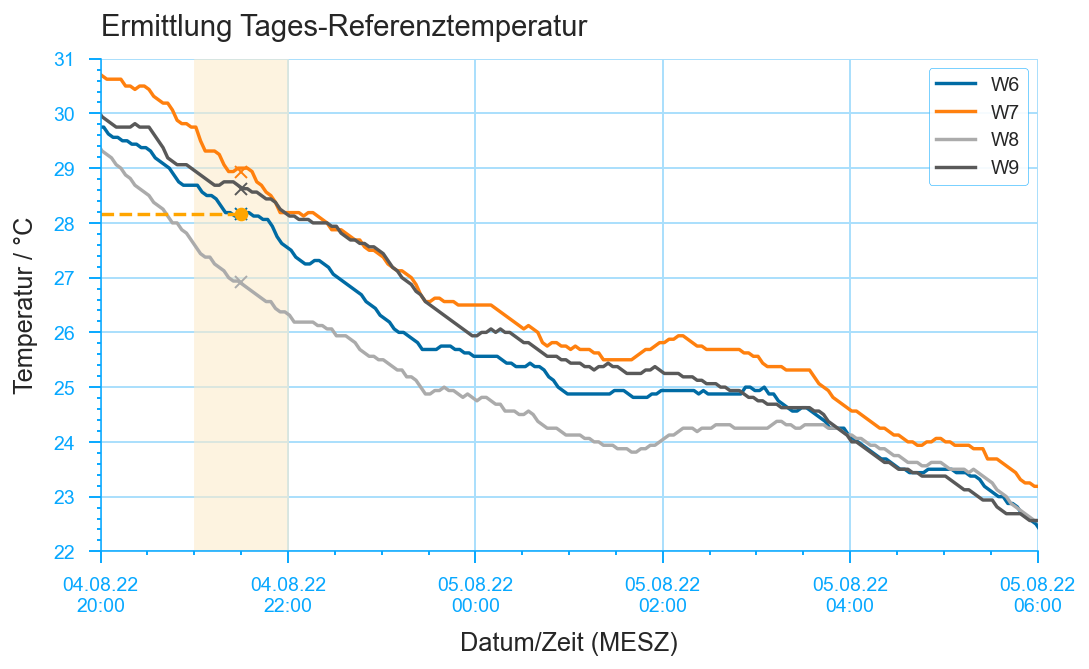 Ermittlung Tages-Referenztemperatur
31
30
29
28
27
26
25
24
23
22
Temperatur / °C
W6
W7
W8
W9
04.08.22 04.08.22 05.08.22 05.08.22 05.08.22 05.08.22
20:00 22:00 00:00 02:00 04:00 06:00
Datum/Zeit (MESZ)